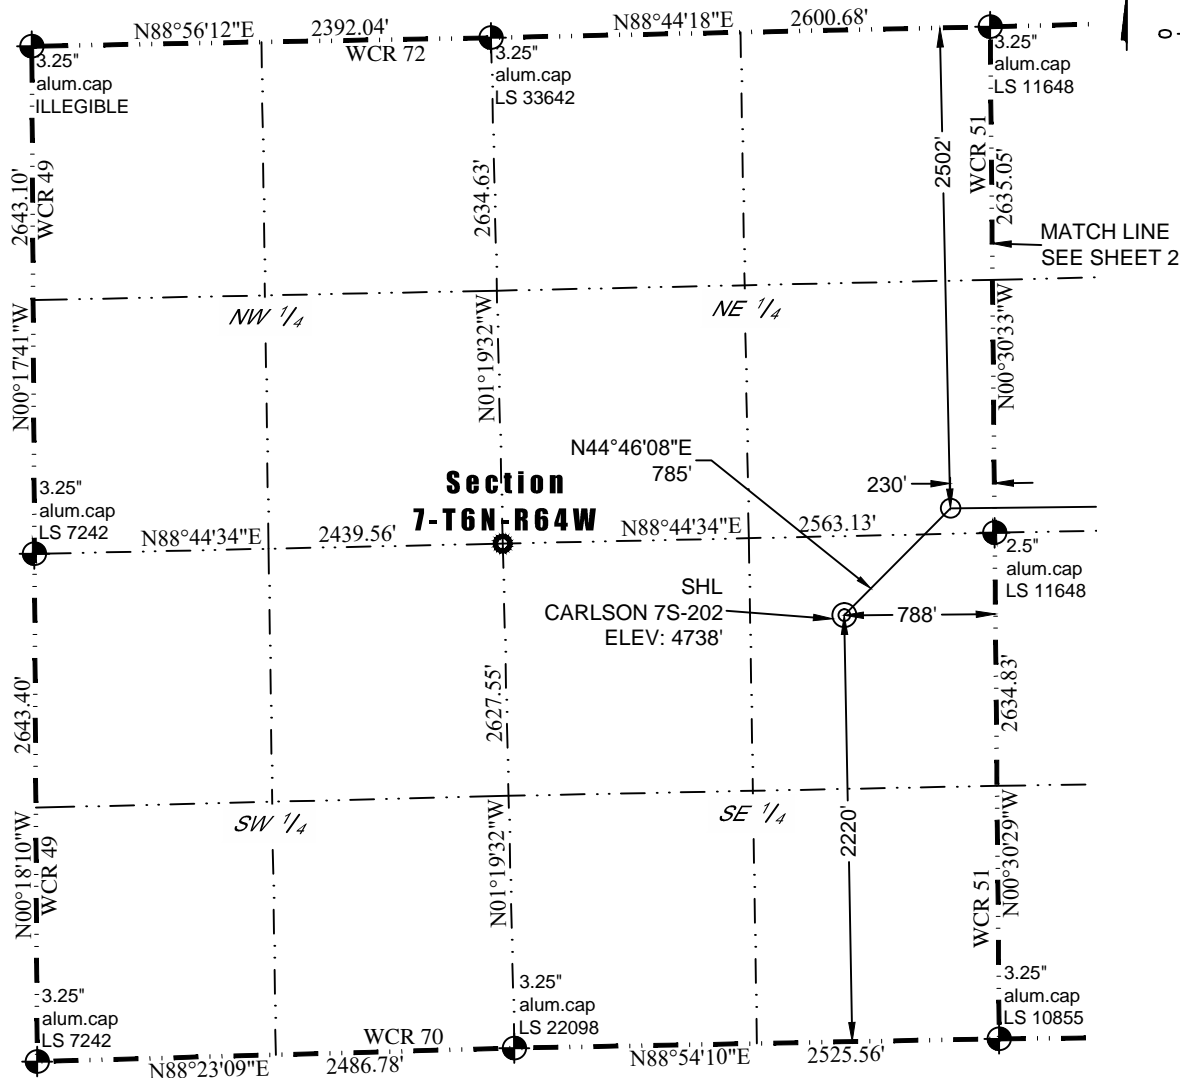 N88°56'12"E 2392.04'
WCR 72
N88°44'18"E 2600.68'
3.25"
alum.cap
ILLEGIBLE
3.25"
alum.cap
LS 33642
3.25"
alum.cap
LS 11648
2643.10'
WCR 49
2634.63'
2502'
WCR 51
2635.05'
MATCH LINE
SEE SHEET 2
NW 1/4
NE 1/4
N00°17'41"W
N01°19'32"W
N00°30'33"W
N44°46'08"E
785'
230'
Section
7-T6N-R64W
3.25"
alum.cap
LS 7242
N88°44'34"E 2439.56'
N88°44'34"E 2563.13'
2.5"
alum.cap
LS 11648
SHL
CARLSON 7S-202
ELEV: 4738'
788'
2643.40'
2627.55'
2634.83'
SW 1/4
SE 1/4
2220'
N00°18'10"W
WCR 49
N01°19'32"W
WCR 51
N00°30'29"W
3.25"
alum.cap
LS 7242
3.25"
alum.cap
LS 22098
3.25"
alum.cap
LS 10855
WCR 70
N88°23'09"E 2486.78'
N88°54'10"E 2525.56'